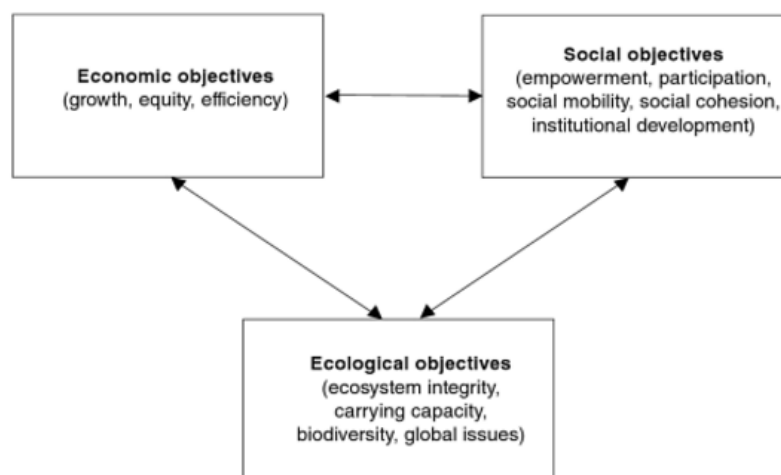 Economic objectives
(growth, equity, efficiency)
Social objectives
(empowerment, participation,
social mobility, social cohesion,
institutional development)
Ecological objectives
(ecosystem integrity,
carrying capacity,
biodiversity, global issues)